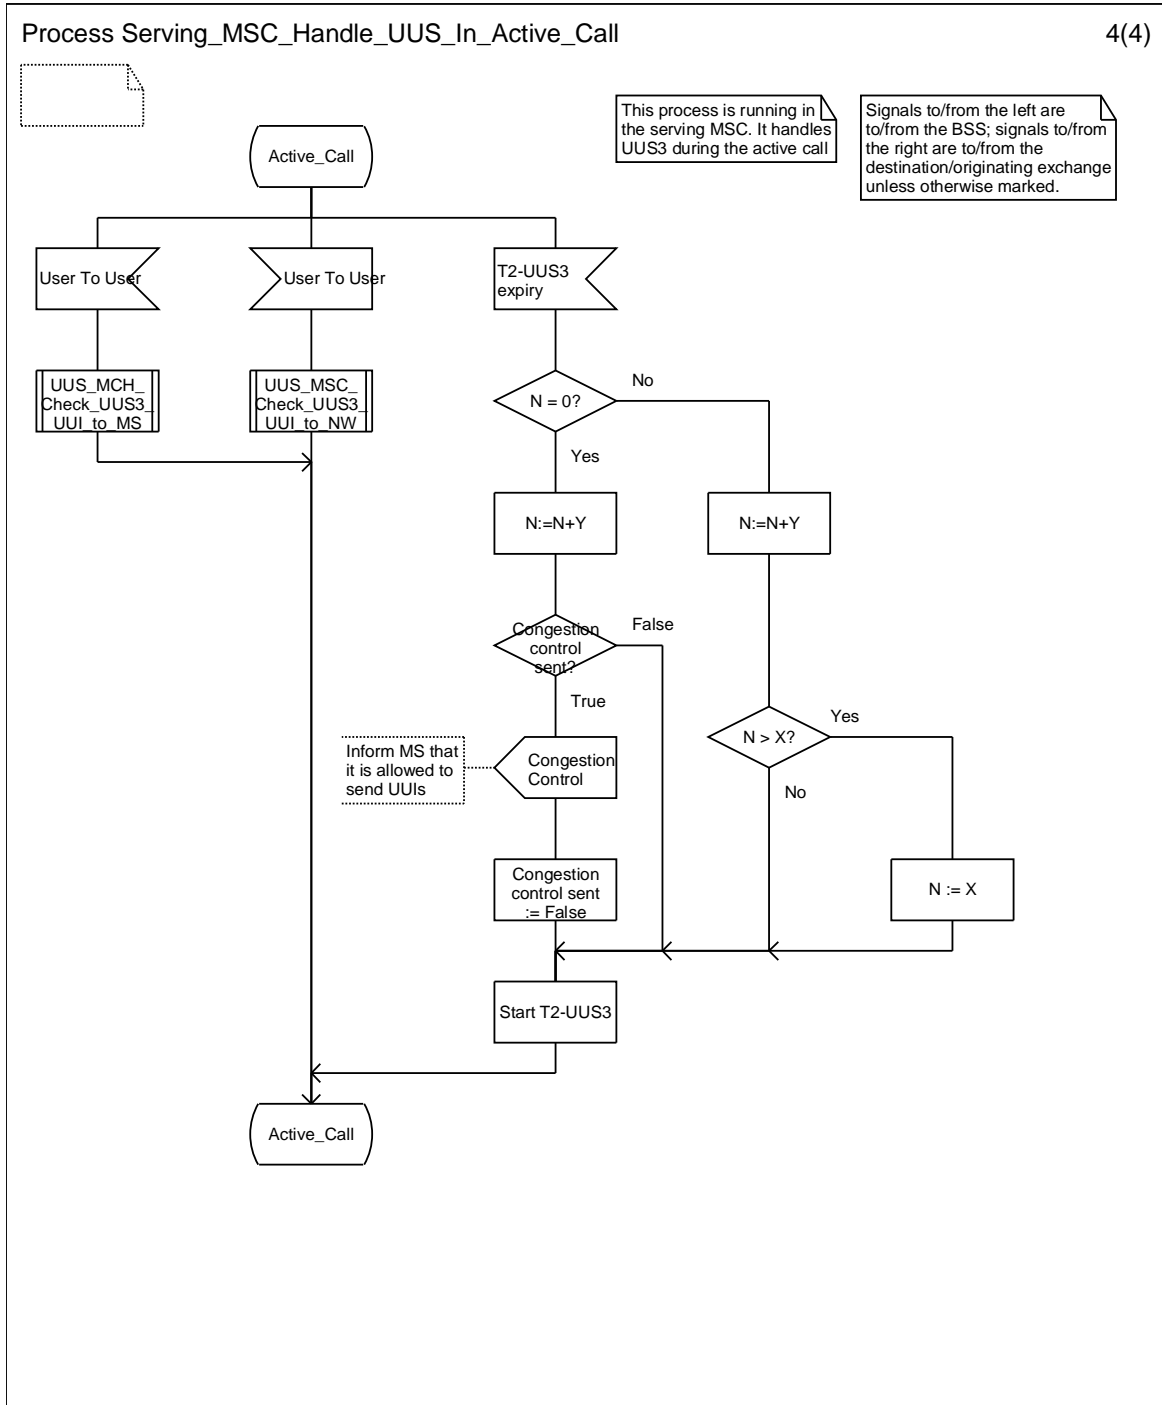 Process Serving_MSC_Handle_UUS_In_Active_Call
4(4)
This process is running in
the serving MSC. It handles
UUS3 during the active call
Signals to/from the left are
to/from the BSS; signals to/from
the right are to/from the
destination/originating exchange
unless otherwise marked.
Active_Call
User To User
User To User
T2-UUS3
expiry
UUS_MCH_
Check_UUS3_
UUI_to_MS
UUS_MSC_
Check_UUS3_
UUI_to_NW
N = 0?
No
Yes
N:=N+Y
N:=N+Y
Congestion
control
sent?
False
True
N > X?
Yes
No
Inform MS that
it is allowed to
send UUIs
Congestion
Control
Congestion
control sent
:= False
N := X
Start T2-UUS3
Active_Call